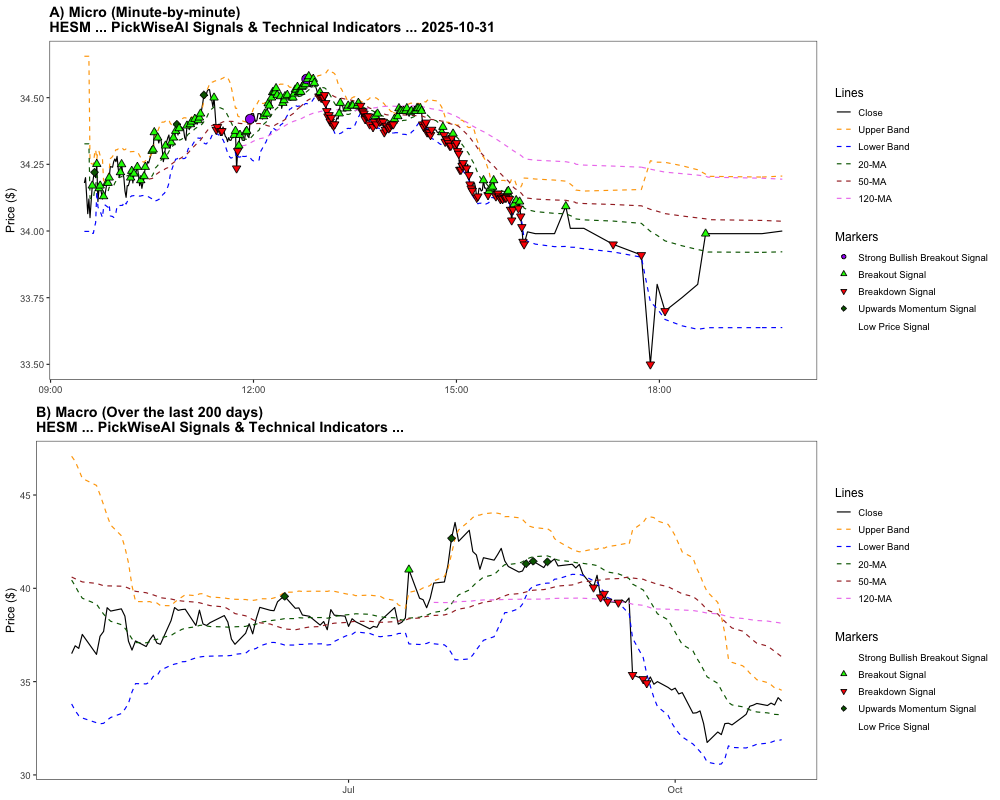 A) Micro (Minute-by-minute)
HESM ... PickWiseAI Signals & Technical Indicators ... 2025-10-31
Price ($)
34.50
34.25
34.00
33.75
33.50
09:00
12:00
15:00
18:00
Lines
Close
Upper Band
Lower Band
20-MA
50-MA
120-MA
Markers
Strong Bullish Breakout Signal
Breakout Signal
Breakdown Signal
Upwards Momentum Signal
Low Price Signal
B) Macro (Over the last 200 days)
HESM ... PickWiseAI Signals & Technical Indicators ...
Price ($)
45
40
35
30
Jul
Oct
Lines
Close
Upper Band
Lower Band
20-MA
50-MA
120-MA
Markers
Strong Bullish Breakout Signal
Breakout Signal
Breakdown Signal
Upwards Momentum Signal
Low Price Signal